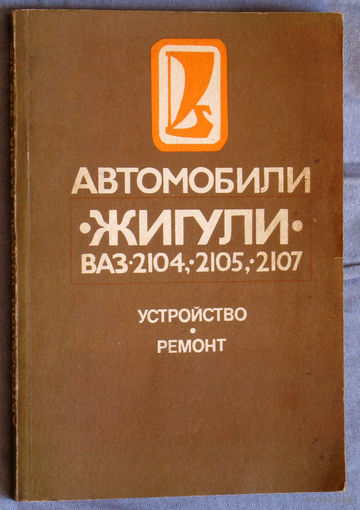 АВТОМОБИЛИ
·ЖИГУЛИ·
ВАЗ·2104,·2105,·2107
УСТРОЙСТВО
·
РЕМОНТ